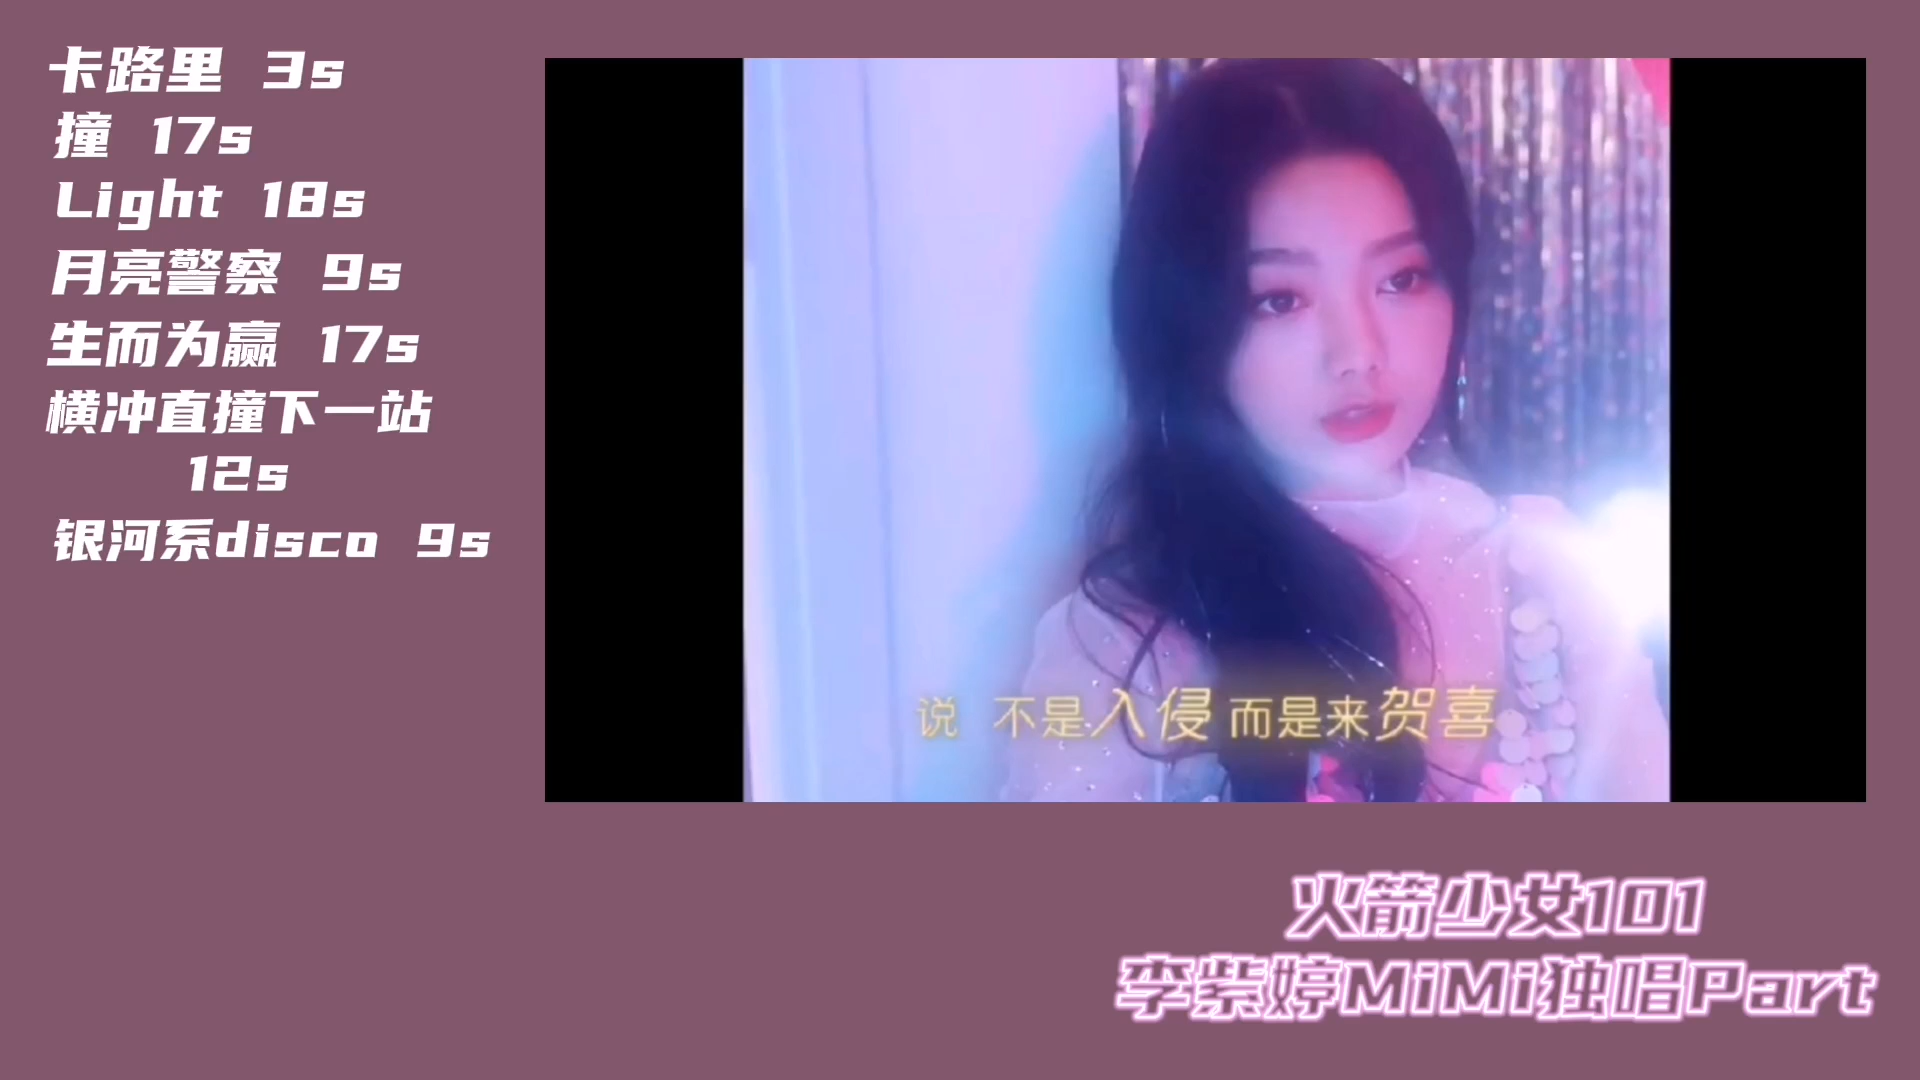 卡路里 3s
撞 17s
Light 18s
月亮警察 9s
生而为赢 17s
横冲直撞下一站
12s
银河系disco 9s
说 不是入侵而是来贺喜
火箭少女101
李紫婷MiMi独唱Part